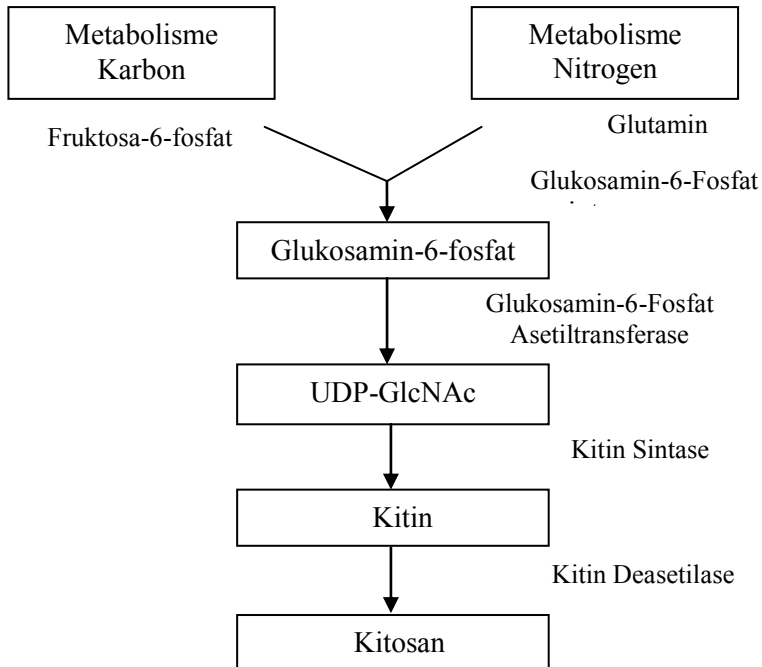 Metabolisme
Karbon
Metabolisme
Nitrogen
Fruktosa-6-fosfat
Glutamin
Glukosamin-6-Fosfat
Glukosamin-6-fosfat
Glukosamin-6-Fosfat
Asetiltransferase
UDP-GlcNAc
Kitin Sintase
Kitin
Kitin Deasetilase
Kitosan